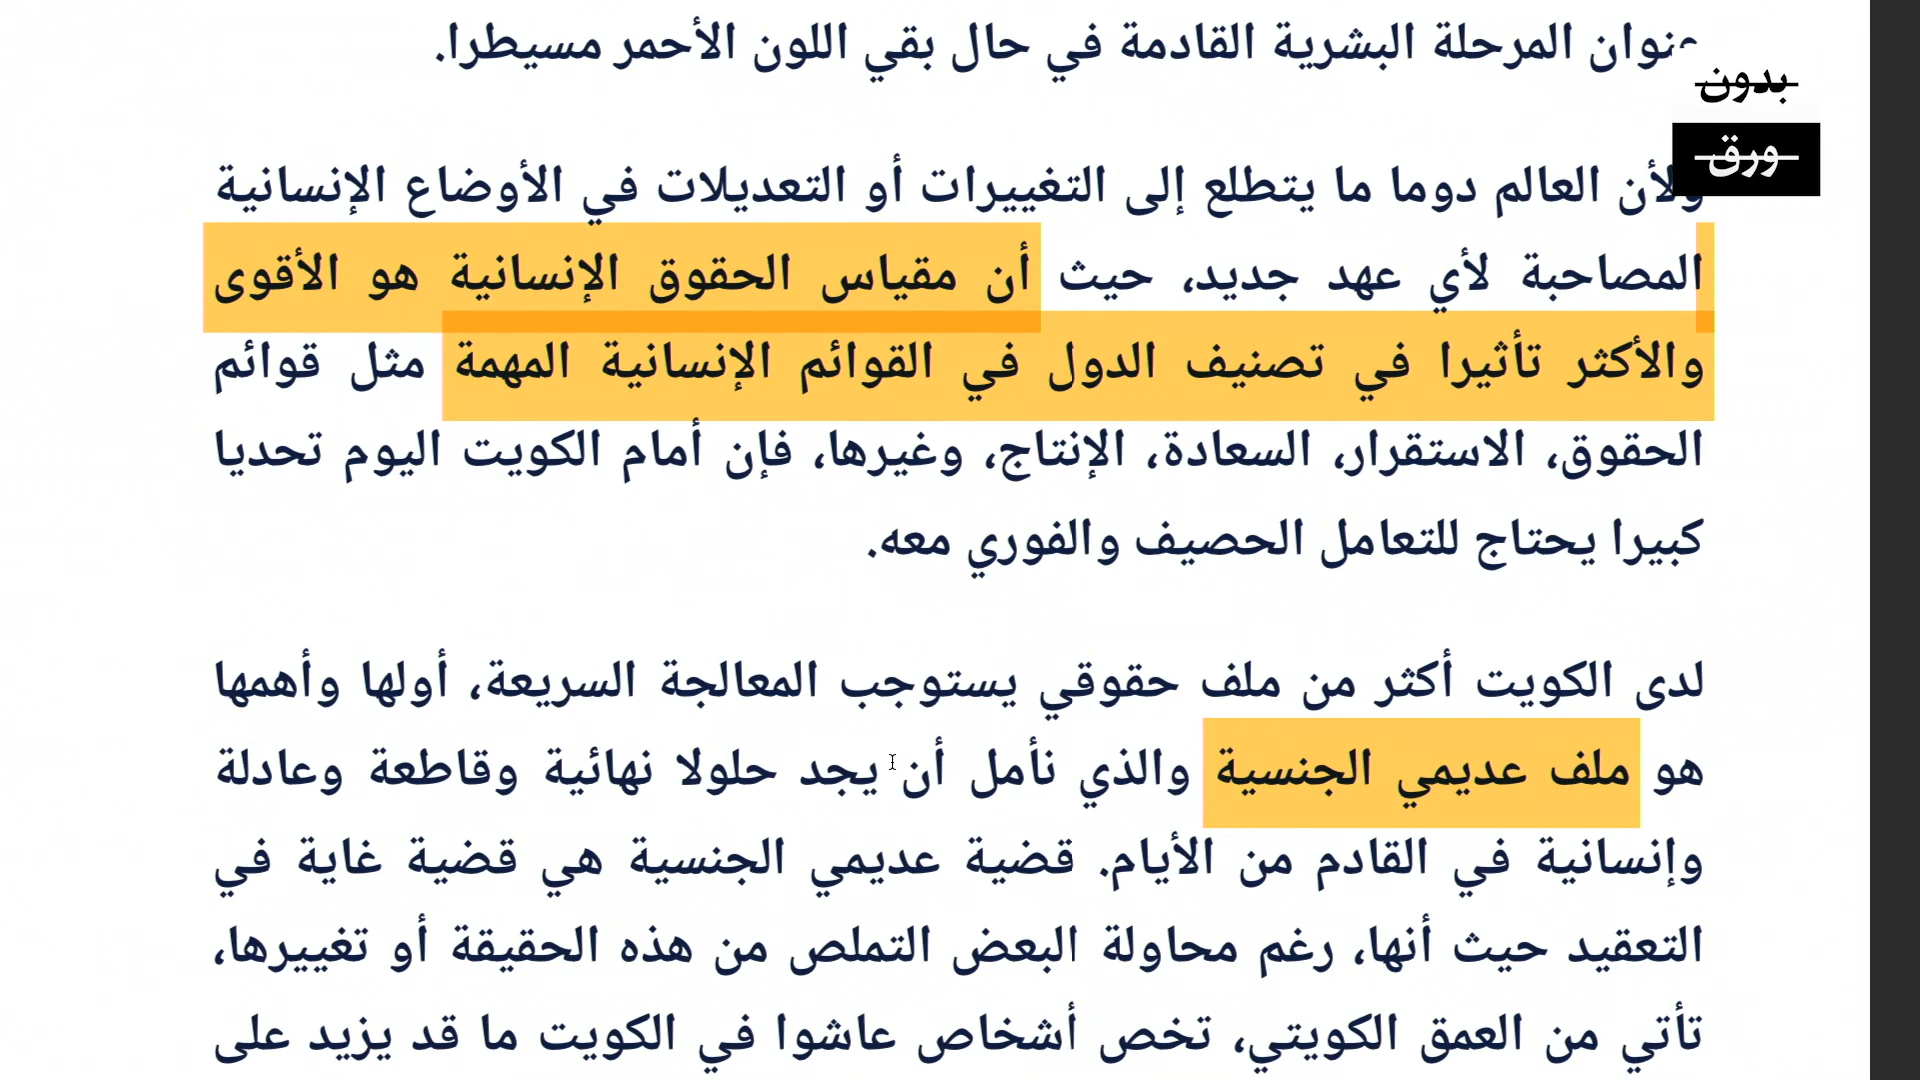 عنوان المرحلة البشرية القادمة في حال بقي اللون الأحمر مسيطرا.
بدون
ورق
ولأن العالم دوما ما يتطلع إلى التغييرات أو التعديلات في الأوضاع الإنسانية
المصاحبة لأي عهد جديد، حيث أن مقياس الحقوق الإنسانية هو الأقوى
والأكثر تأثيرا في تصنيف الدول في القوائم الإنسانية المهمة مثل قوائم
الحقوق، الاستقرار، السعادة، الإنتاج، وغيرها، فإن أمام الكويت اليوم تحديا
كبيرا يحتاج للتعامل الحصيف والفوري معه.
لدى الكويت أكثر من ملف حقوقي يستوجب المعالجة السريعة، أولها وأهمها
هو ملف عديمي الجنسية والذي نأمل أن يجد حلولا نهائية وقاطعة وعادلة
وإنسانية في القادم من الأيام. قضية عديمي الجنسية هي قضية غاية في
التعقيد حيث أنها، رغم محاولة البعض التملص من هذه الحقيقة أو تغييرها،
تأتي من العمق الكويتي، تخص أشخاص عاشوا في الكويت ما قد يزيد على